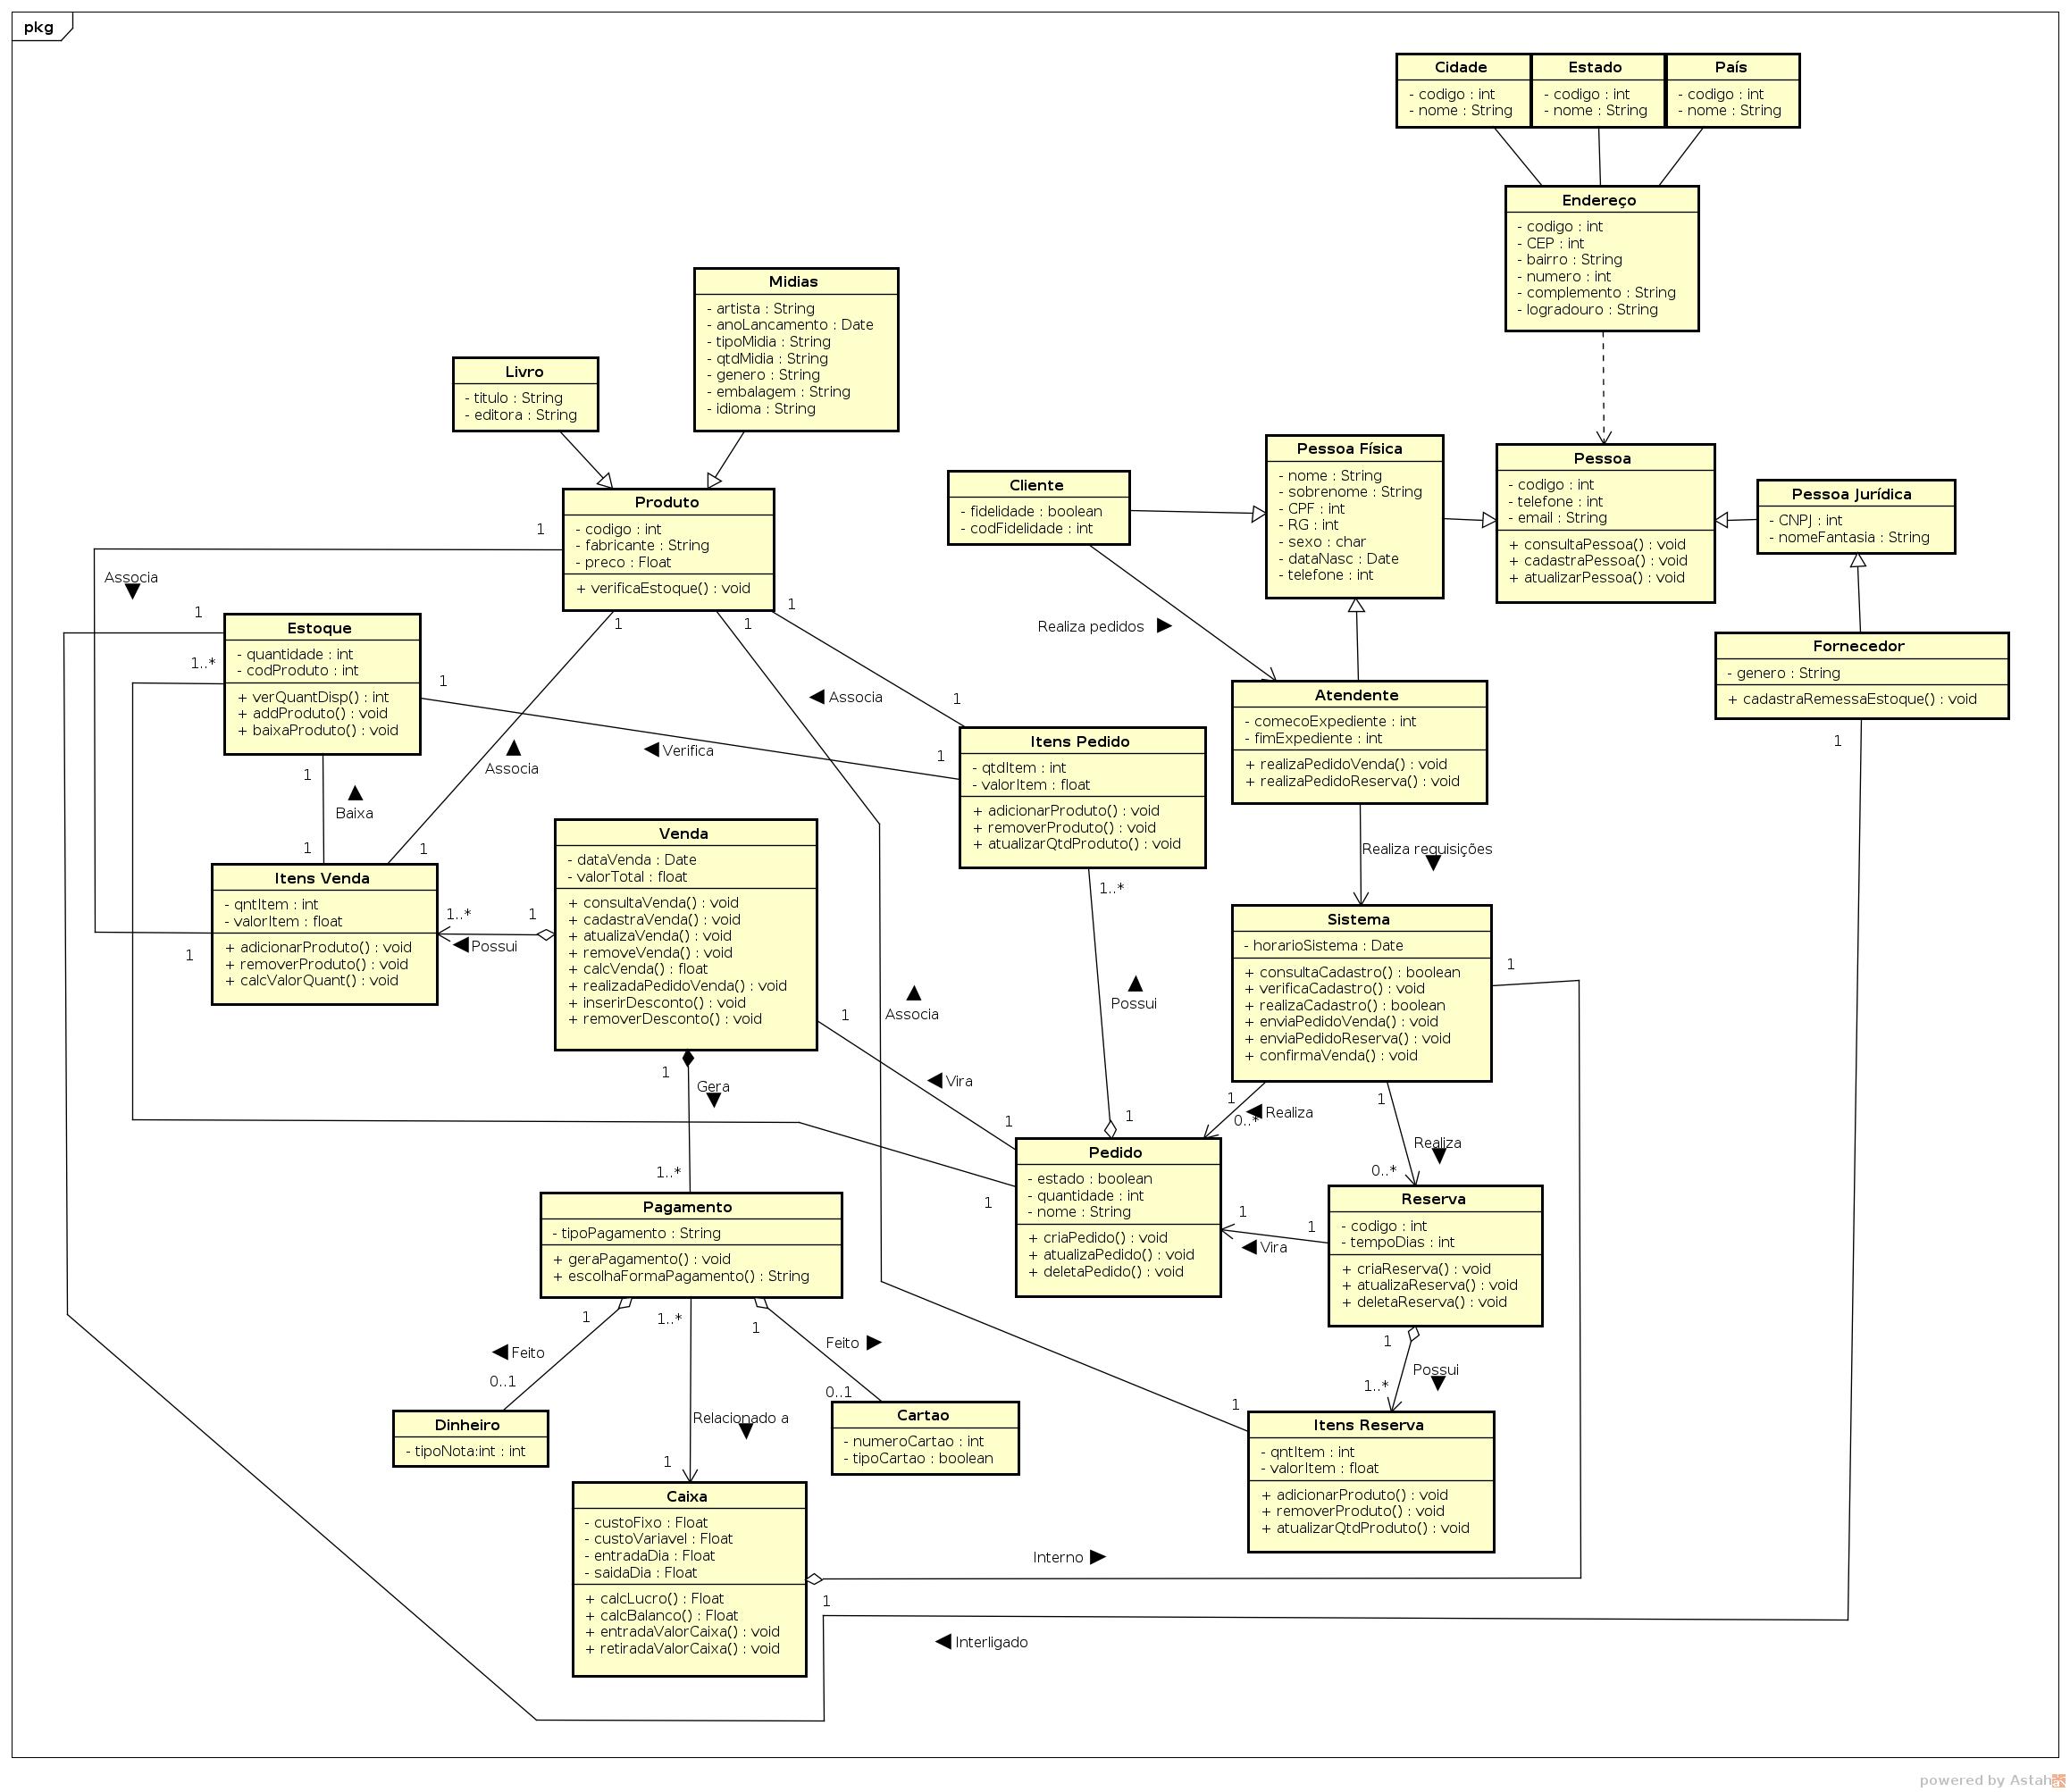 pkg
Cidade
- codigo : int
- nome : String
Estado
- codigo : int
- nome : String
País
- codigo : int
- nome : String
Endereço
- codigo : int
- CEP : int
- bairro : String
- numero : int
- complemento : String
- logradouro : String
Midias
- artista : String
- anoLancamento : Date
- tipoMidia : String
- qtdMidia : String
- genero : String
- embalagem : String
- idioma : String
Livro
- titulo : String
- editora : String
Produto
- codigo : int
- fabricante : String
- preco : Float
+ verificaEstoque() : void
Cliente
- fidelidade : boolean
- codFidelidade : int
Pessoa Física
- nome : String
- sobrenome : String
- CPF : int
- RG : int
- sexo : char
- dataNasc : Date
- telefone : int
Pessoa
- codigo : int
- telefone : int
- email : String
+ consultaPessoa() : void
+ cadastraPessoa() : void
+ atualizarPessoa() : void
Pessoa Jurídica
- CNPJ : int
- nomeFantasia : String
Fornecedor
- genero : String
+ cadastraRemessaEstoque() : void
1
1
Associa
1
1..*
Estoque
- quantidade : int
- codProduto : int
+ verQuantDisp() : int
+ addProduto() : void
+ baixaProduto() : void
1
1
1
1
Realiza pedidos
Associa
1
Verifica
1
Associa
1
Baixa
1
1
Atendente
- comecoExpediente : int
- fimExpediente : int
+ realizaPedidoVenda() : void
+ realizaPedidoReserva() : void
Itens Pedido
- qtdItem : int
- valorItem : float
+ adicionarProduto() : void
+ removerProduto() : void
+ atualizarQtdProduto() : void
1..*
Realiza requisições
Itens Venda
- qntItem : int
- valorItem : float
+ adicionarProduto() : void
+ removerProduto() : void
+ calcValorQuant() : void
1
1..*
1
Possui
Venda
- dataVenda : Date
- valorTotal : float
+ consultaVenda() : void
+ cadastraVenda() : void
+ atualizaVenda() : void
+ removeVenda() : void
+ calcVenda() : float
+ realizadaPedidoVenda() : void
+ inserirDesconto() : void
+ removerDesconto() : void
Associa
Possui
Sistema
- horarioSistema : Date
+ consultaCadastro() : boolean
+ verificaCadastro() : void
+ realizaCadastro() : boolean
+ enviaPedidoVenda() : void
+ enviaPedidoReserva() : void
+ confirmaVenda() : void
1
1
Vira
1
1
1
1
Gera
1..*
1
0..*
Realiza
1
Realiza
0..*
Pedido
- estado : boolean
- quantidade : int
- nome : String
+ criaPedido() : void
+ atualizaPedido() : void
+ deletaPedido() : void
1
1
Vira
Reserva
- codigo : int
- tempoDias : int
+ criaReserva() : void
+ atualizaReserva() : void
+ deletaReserva() : void
Pagamento
- tipoPagamento : String
+ geraPagamento() : void
+ escolhaFormaPagamento() : String
1
Feito
0..1
1..*
Relacionado a
1
1
Feito
0..1
1
Possui
1..*
1
Dinheiro
- tipoNota:int : int
Cartao
- numeroCartao : int
- tipoCartao : boolean
Itens Reserva
- qntItem : int
- valorItem : float
+ adicionarProduto() : void
+ removerProduto() : void
+ atualizarQtdProduto() : void
Caixa
- custoFixo : Float
- custoVariavel : Float
- entradaDia : Float
- saidaDia : Float
+ calcLucro() : Float
+ calcBalanco() : Float
+ entradaValorCaixa() : void
+ retiradaValorCaixa() : void
Interno
1
Interligado
powered by Astah